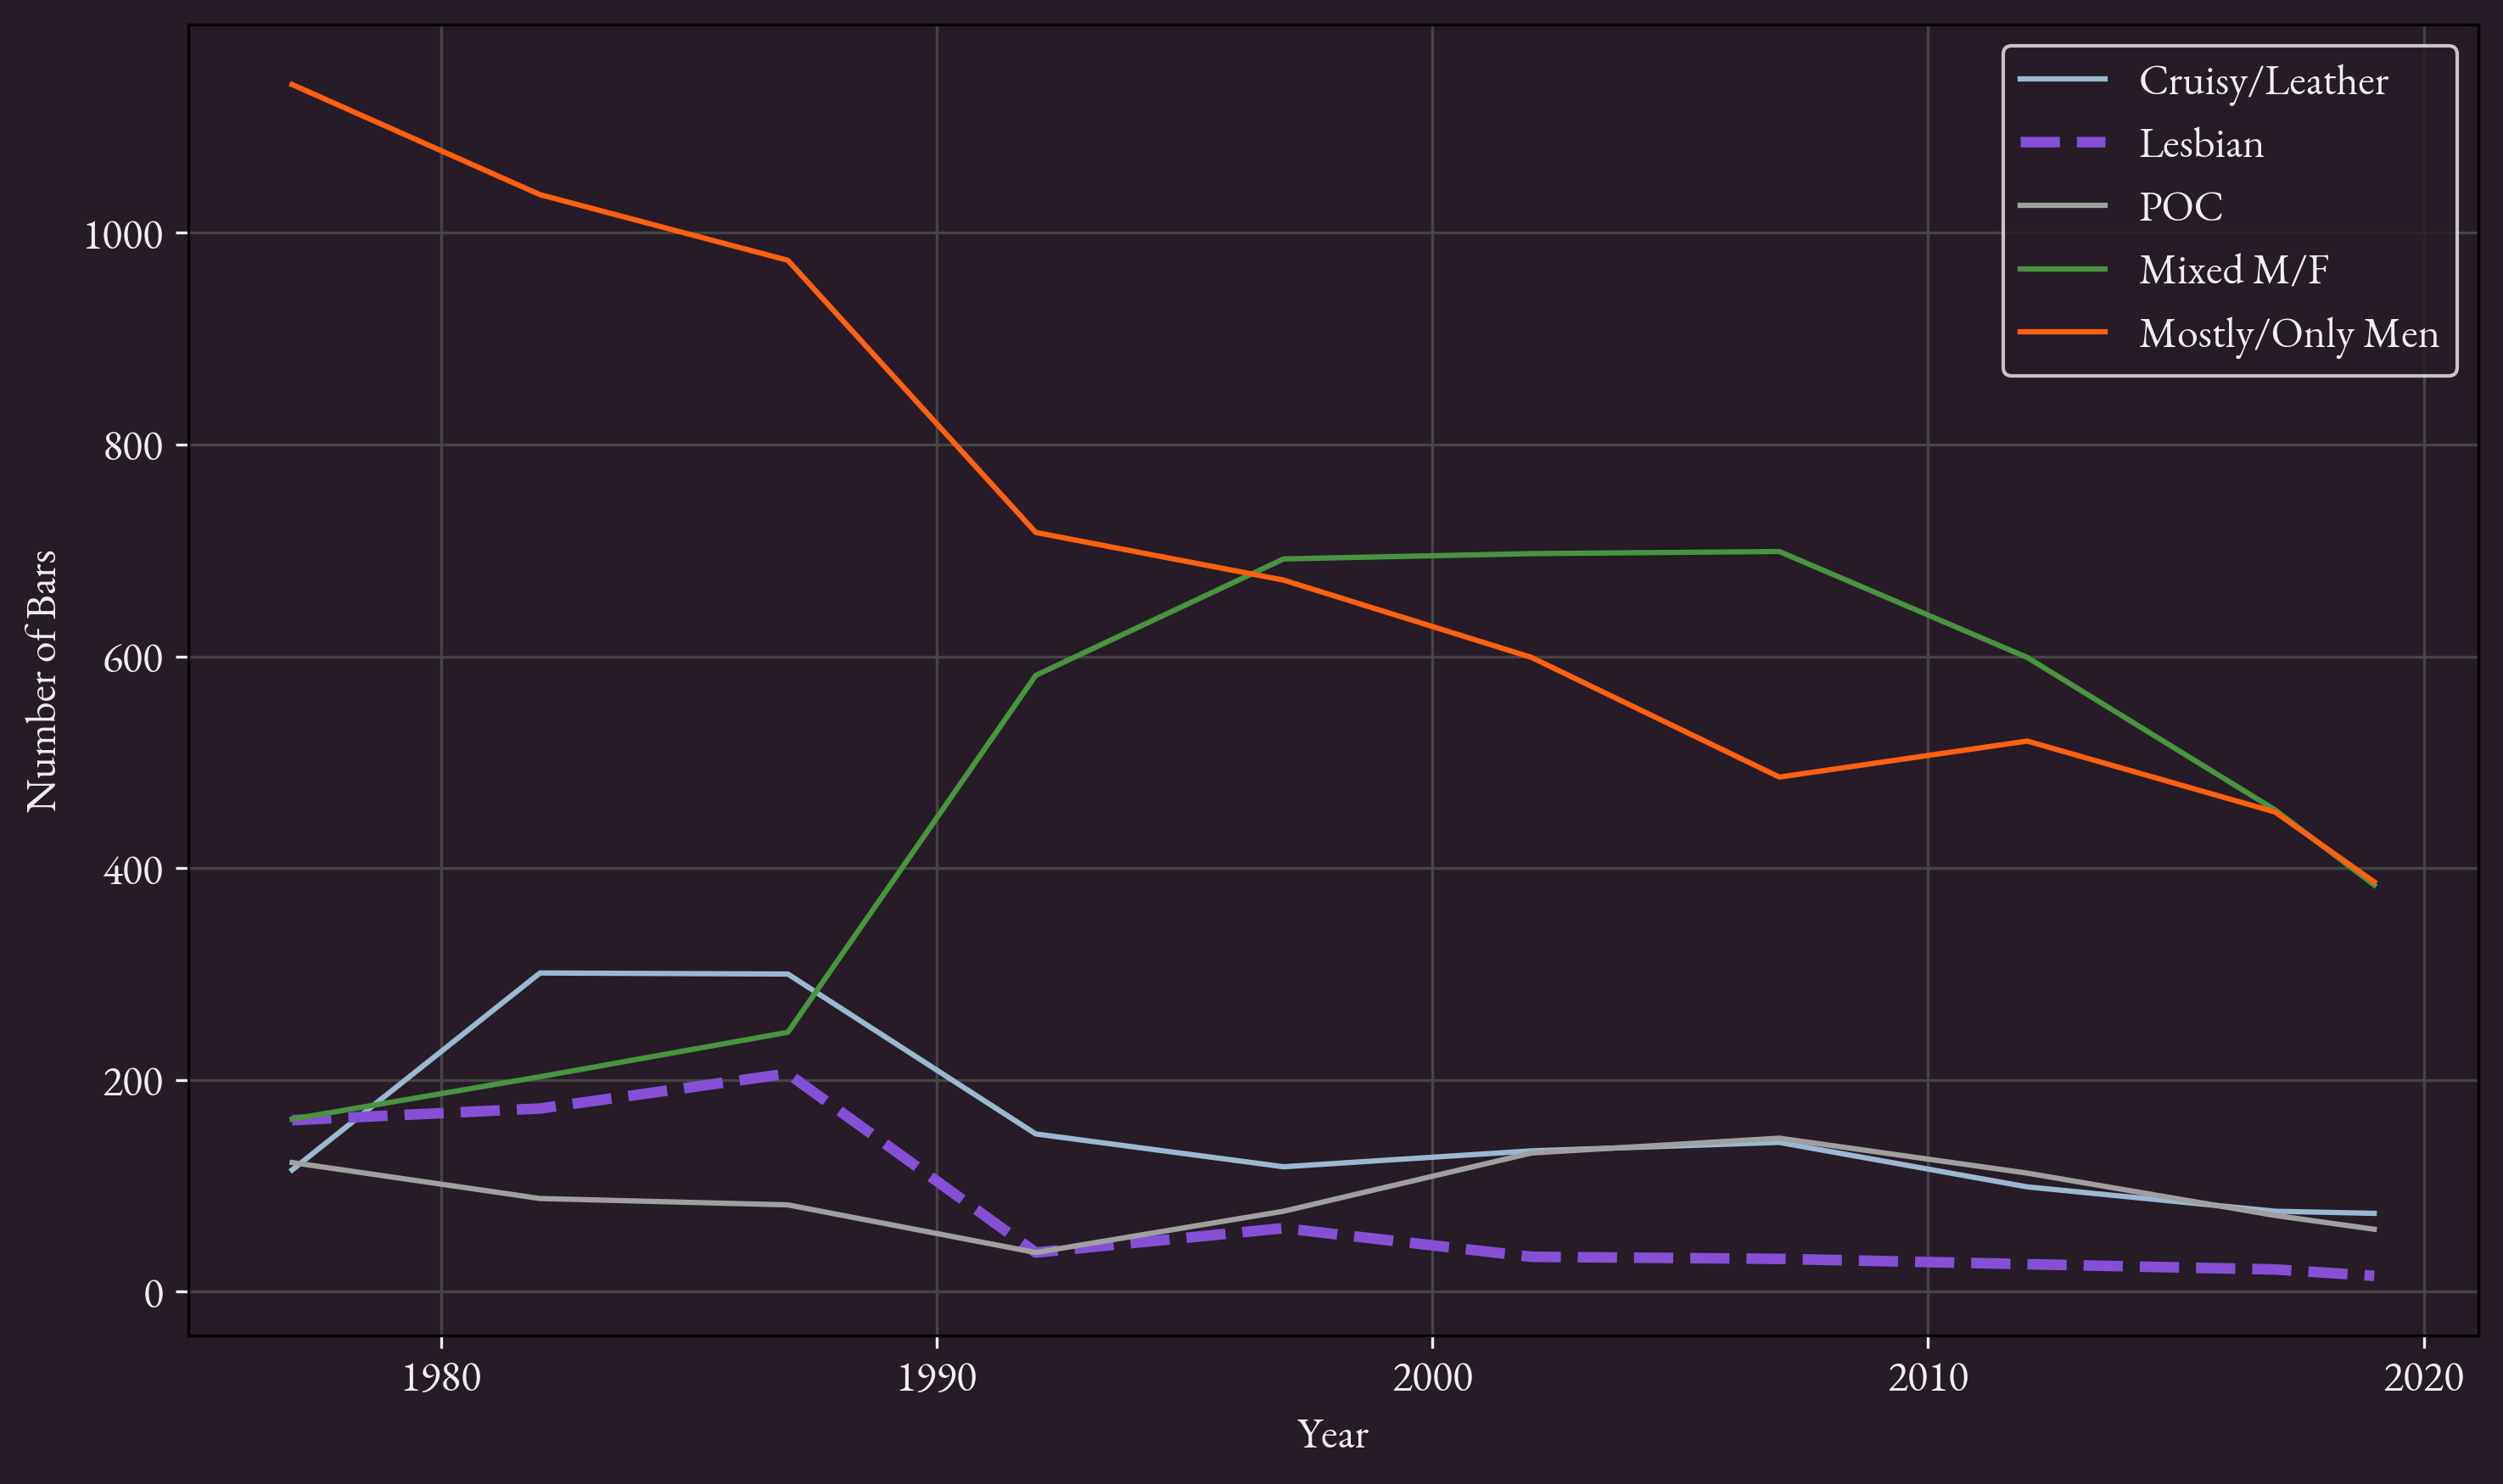 Cruisy/Leather
Lesbian
POC
Mixed M/F
Mostly/Only Men
1000
800
600
400
200
0
Number of Bars
1980 1990 2000 2010 2020
Year